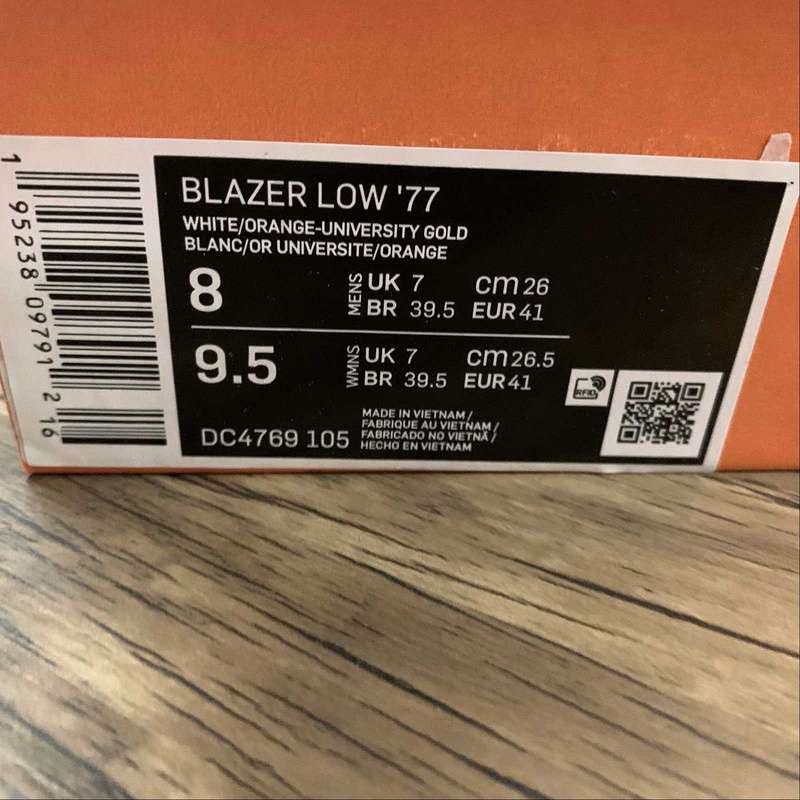 BLAZER LOW '77
WHITE/ORANGE-UNIVERSITY GOLD
BLANC/OR UNIVERSITE/ORANGE
8 MENS UK 7 cm 26
BR 39.5 EUR 41
9.5 WMNS UK 7 cm 26.5
BR 39.5 EUR 41
RFID
DC4769 105
MADE IN VIETNAM /
FABRIQUE AU VIETNAM /
FABRICADO NO VIETNÃ /
HECHO EN VIETNAM
1 95238 09791 2 16